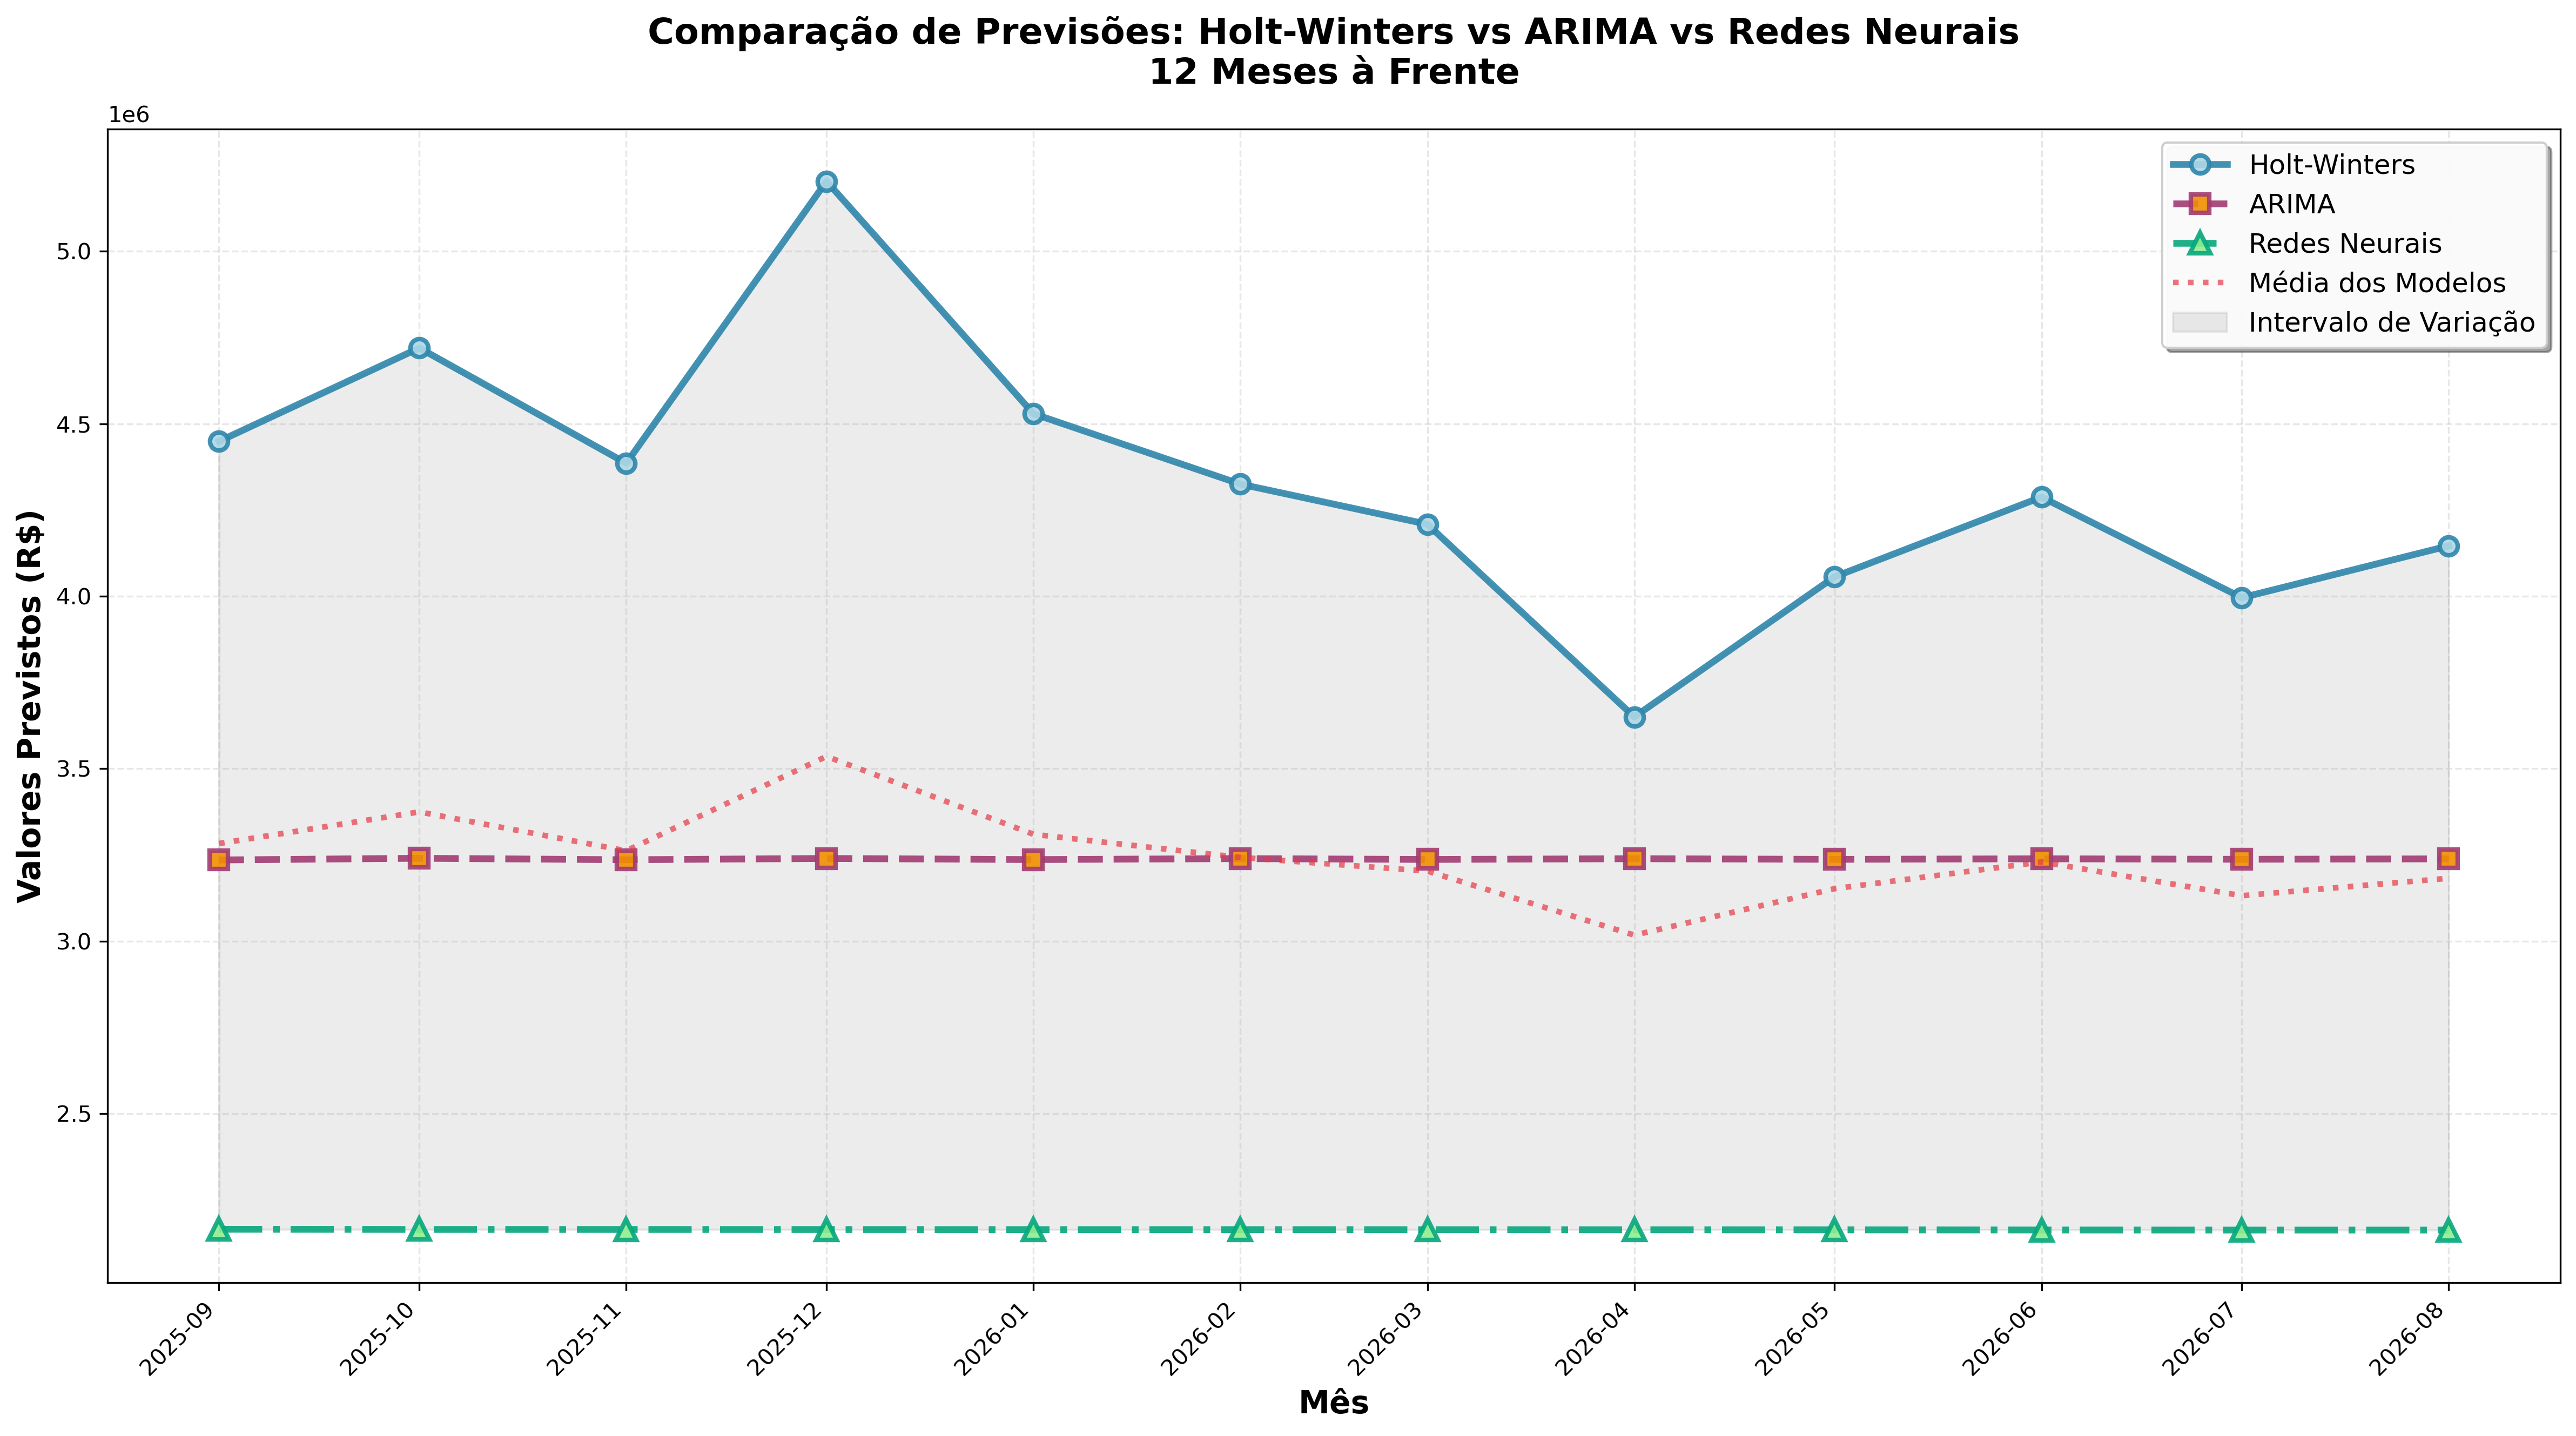 Comparação de Previsões: Holt-Winters vs ARIMA vs Redes Neurais
12 Meses à Frente
1e6
Holt-Winters
ARIMA
Redes Neurais
Média dos Modelos
Intervalo de Variação
Valores Previstos (R$)
5.0
4.5
4.0
3.5
3.0
2.5
2025-09
2025-10
2025-11
2025-12
2026-01
2026-02
2026-03
2026-04
2026-05
2026-06
2026-07
2026-08
Mês